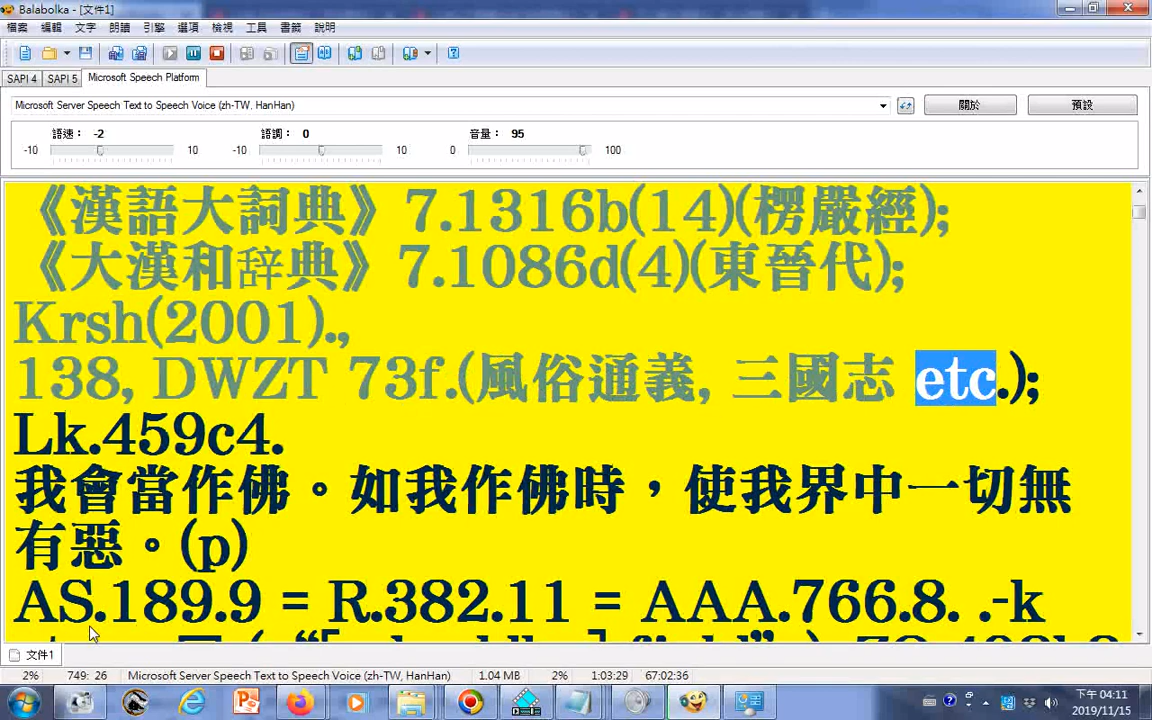 Balabolka - [文件1]
檔案 編輯 文字 朗讀 引擎 選項 檢視 工具 書籤 說明
SAPI 4 SAPI 5 Microsoft Speech Platform
Microsoft Server Speech Text to Speech Voice (zh-TW, HanHan) 關於 預設
語速： -2 語調： 0 音量： 95
-10 10 -10 10 0 100
《漢語大詞典》7.1316b(14)(楞嚴經);
《大漢和辞典》7.1086d(4)(東晉代);
Krsh(2001).,
138, DWZT 73f.(風俗通義, 三國志 etc.);
Lk.459c4.
我會當作佛。如我作佛時，使我界中一切無
有惡。(p)
AS.189.9 = R.382.11 = AAA.766.8. .-k
文件1
2% 749: 26 Microsoft Server Speech Text to Speech Voice (zh-TW, HanHan) 1.04 MB 2% 1:03:29 67:02:36
下午 04:11
2019/11/15